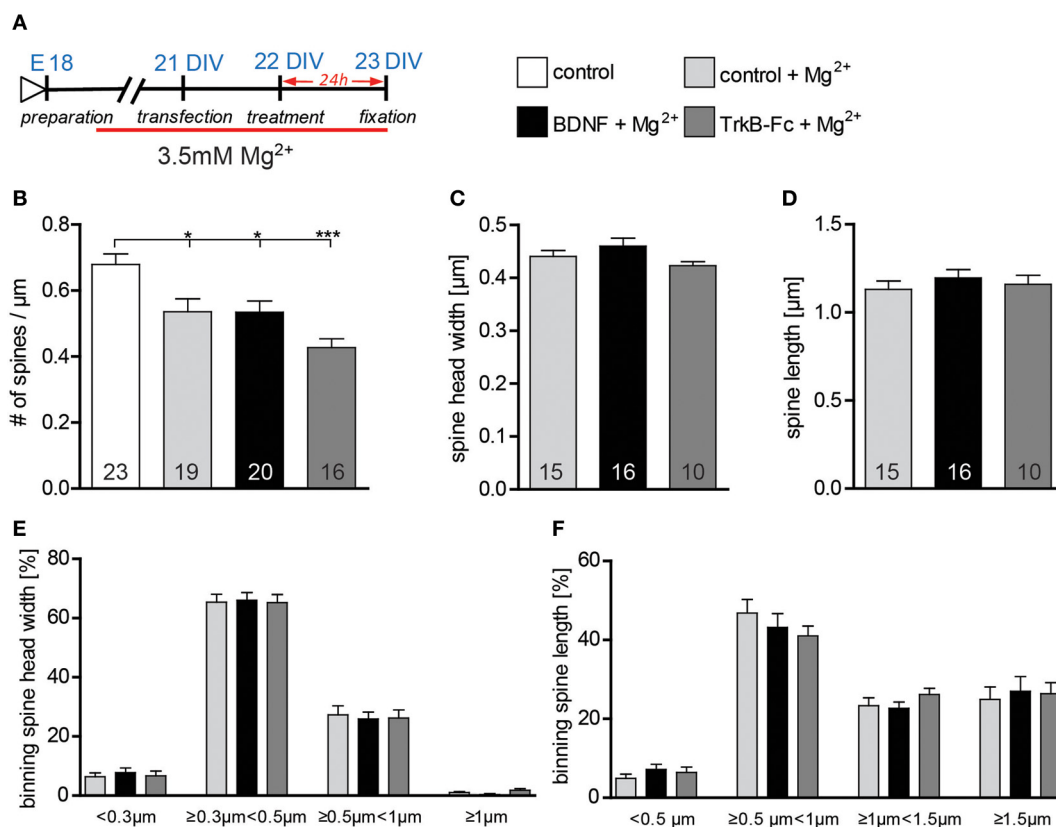 A
E 18
21 DIV
22 DIV
23 DIV
24h
preparation
transfection
treatment
fixation
3.5mM Mg²⁺
control
control + Mg²⁺
BDNF + Mg²⁺
TrkB-Fc + Mg²⁺
B
# of spines / µm
0.8
0.6
0.4
0.2
0.0
* * ***
23 19 20 16
C
spine head width [µm]
0.5
0.4
0.3
0.2
0.1
0.0
15 16 10
D
spine length [µm]
1.5
1.2
0.9
0.6
0.3
0.0
15 16 10
E
binning spine head width [%]
80
60
40
20
0
<0.3µm ≥0.3µm<0.5µm ≥0.5µm<1µm ≥1µm
F
binning spine length [%]
60
40
20
0
<0.5 µm ≥0.5 µm<1µm ≥1µm<1.5µm ≥1.5µm